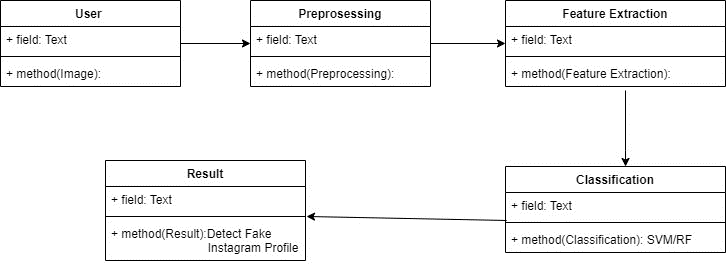 User
+ field: Text
+ method(Image):
Preprosessing
+ field: Text
+ method(Preprocessing):
Feature Extraction
+ field: Text
+ method(Feature Extraction):
Result
+ field: Text
+ method(Result):Detect Fake
Instagram Profile
Classification
+ field: Text
+ method(Classification): SVM/RF